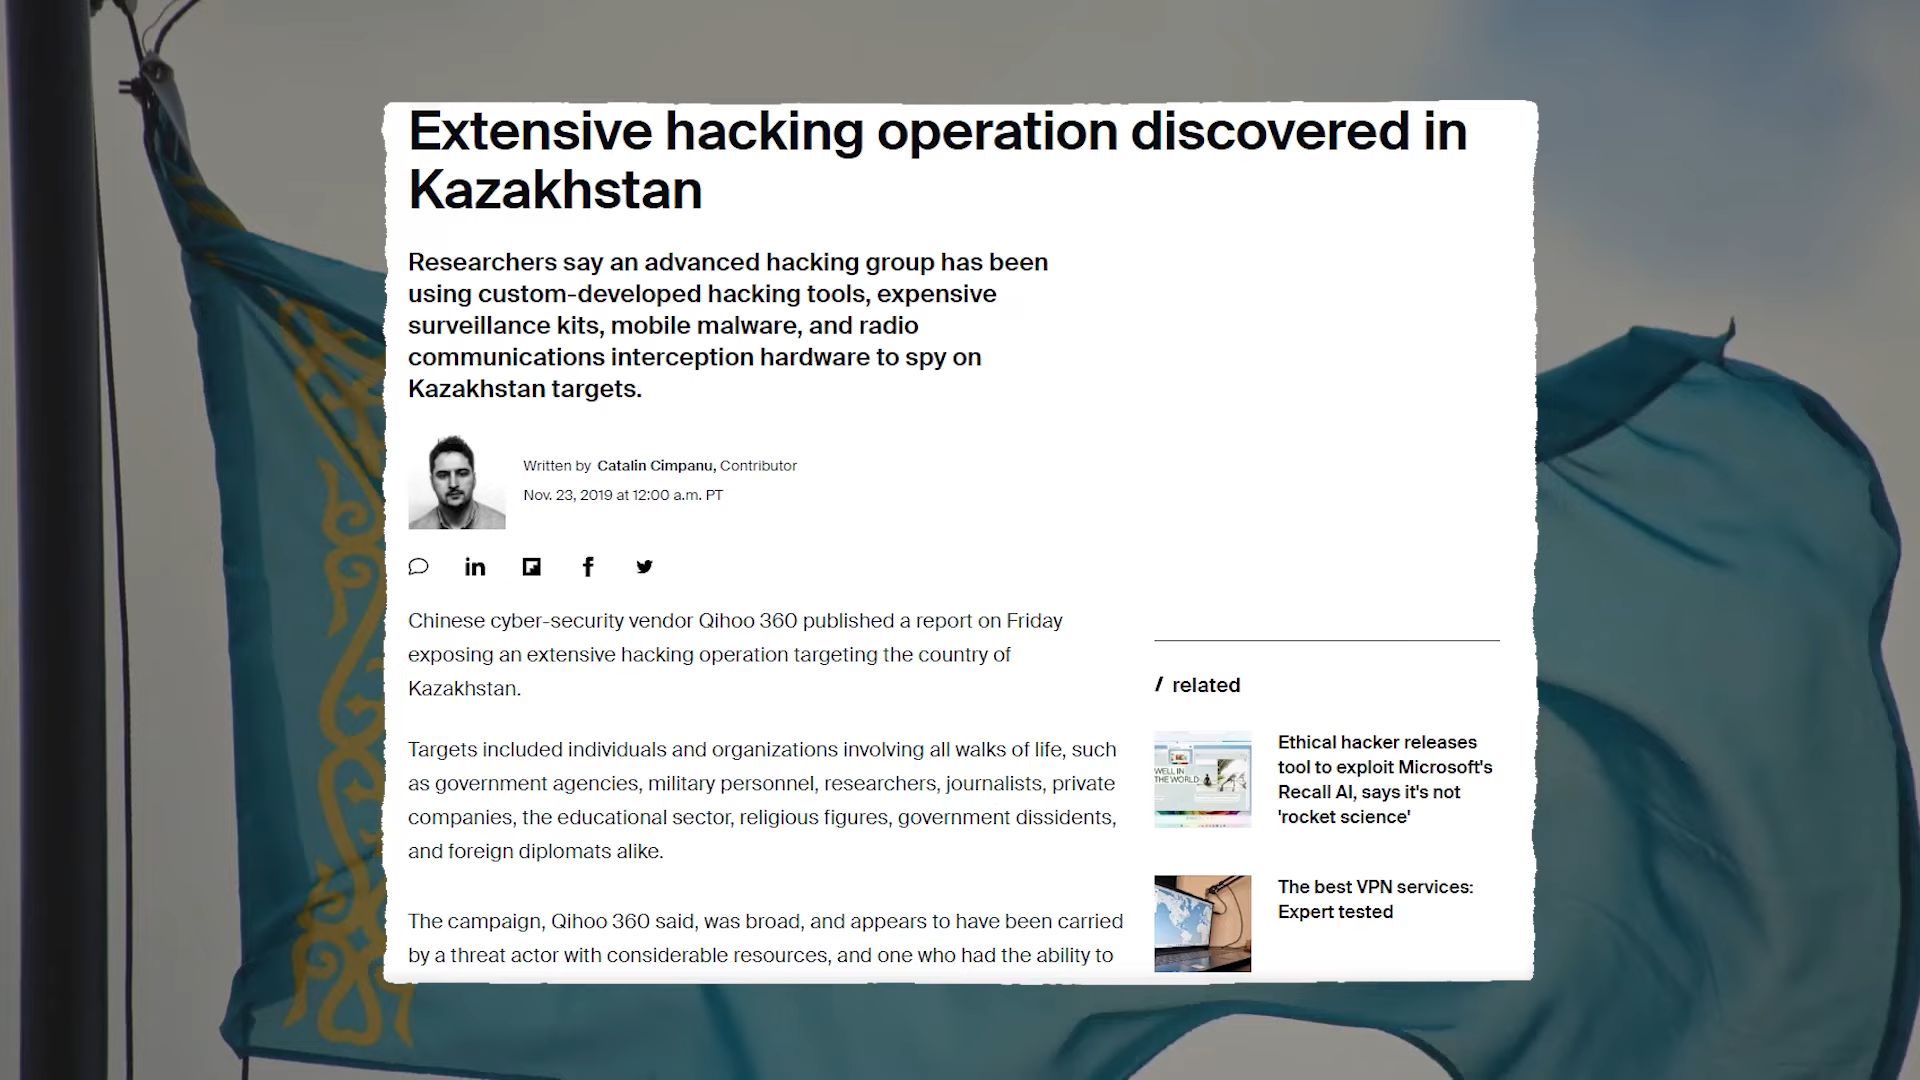 Extensive hacking operation discovered in
Kazakhstan
Researchers say an advanced hacking group has been
using custom-developed hacking tools, expensive
surveillance kits, mobile malware, and radio
communications interception hardware to spy on
Kazakhstan targets.
Written by Catalin Cimpanu, Contributor
Nov. 23, 2019 at 12:00 a.m. PT
Chinese cyber-security vendor Qihoo 360 published a report on Friday
exposing an extensive hacking operation targeting the country of
Kazakhstan.
Targets included individuals and organizations involving all walks of life, such
as government agencies, military personnel, researchers, journalists, private
companies, the educational sector, religious figures, government dissidents,
and foreign diplomats alike.
The campaign, Qihoo 360 said, was broad, and appears to have been carried
by a threat actor with considerable resources, and one who had the ability to
/ related
WELL IN
THE WORLD
Ethical hacker releases
tool to exploit Microsoft's
Recall AI, says it's not
'rocket science'
The best VPN services:
Expert tested